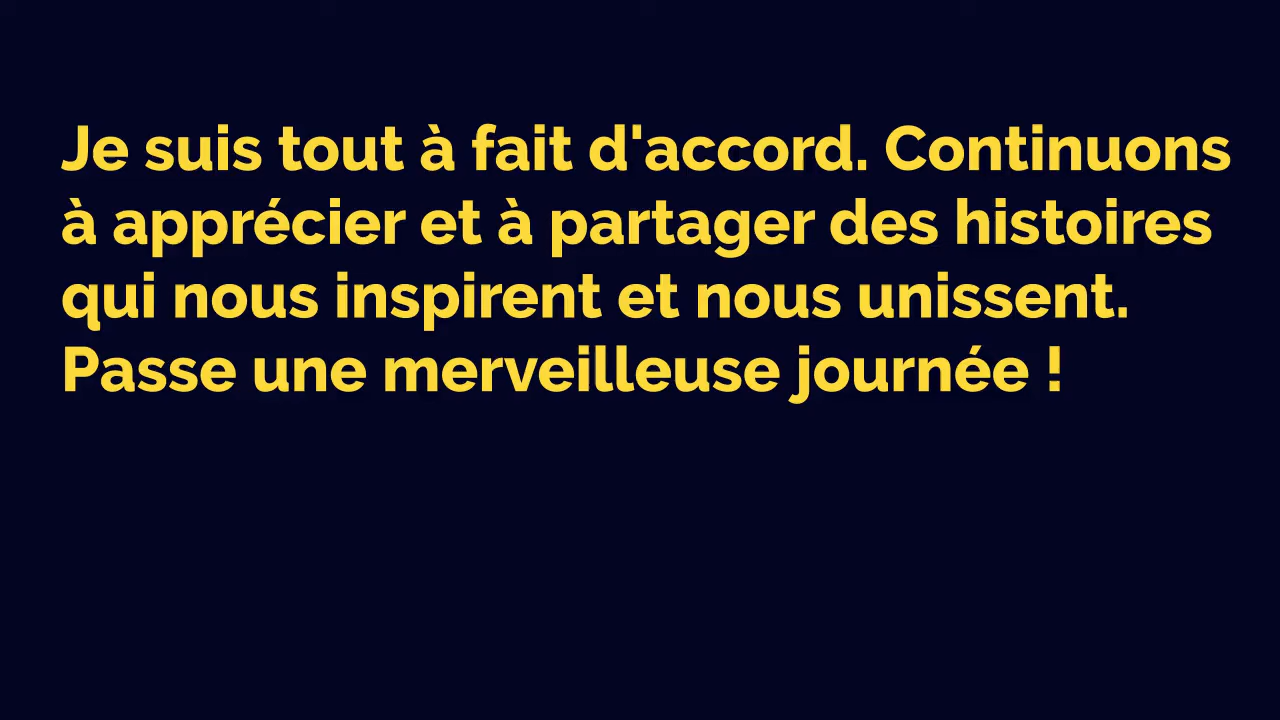 Je suis tout à fait d'accord. Continuons
à apprécier et à partager des histoires
qui nous inspirent et nous unissent.
Passe une merveilleuse journée !